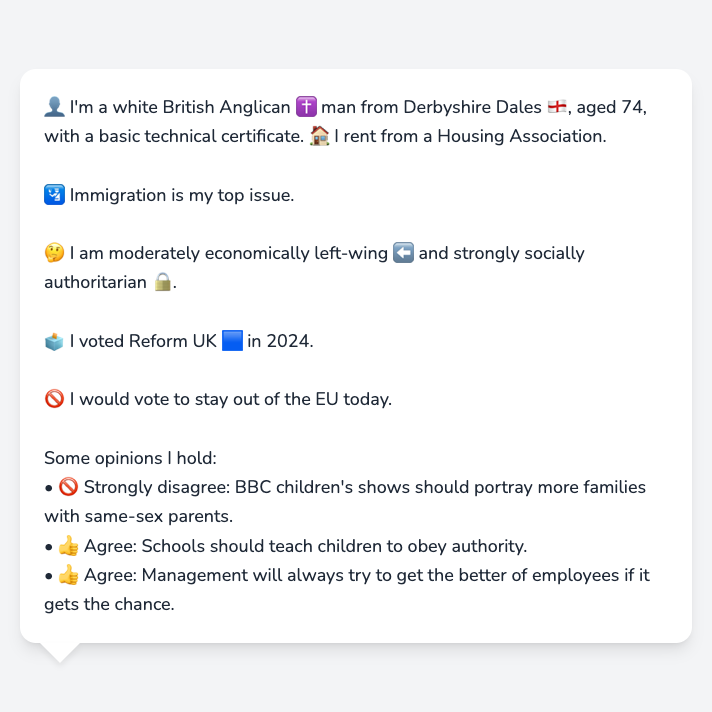 👤 I'm a white British Anglican ✝️ man from Derbyshire Dales 🏴󠁧󠁢󠁥󠁮󠁧󠁿, aged 74,
with a basic technical certificate. 🏠 I rent from a Housing Association.
🛂 Immigration is my top issue.
🤔 I am moderately economically left-wing ⬅️ and strongly socially
authoritarian 🔒.
🗳️ I voted Reform UK 🟦 in 2024.
🚫 I would vote to stay out of the EU today.
Some opinions I hold:
• 🚫 Strongly disagree: BBC children's shows should portray more families
with same-sex parents.
• 👍 Agree: Schools should teach children to obey authority.
• 👍 Agree: Management will always try to get the better of employees if it
gets the chance.